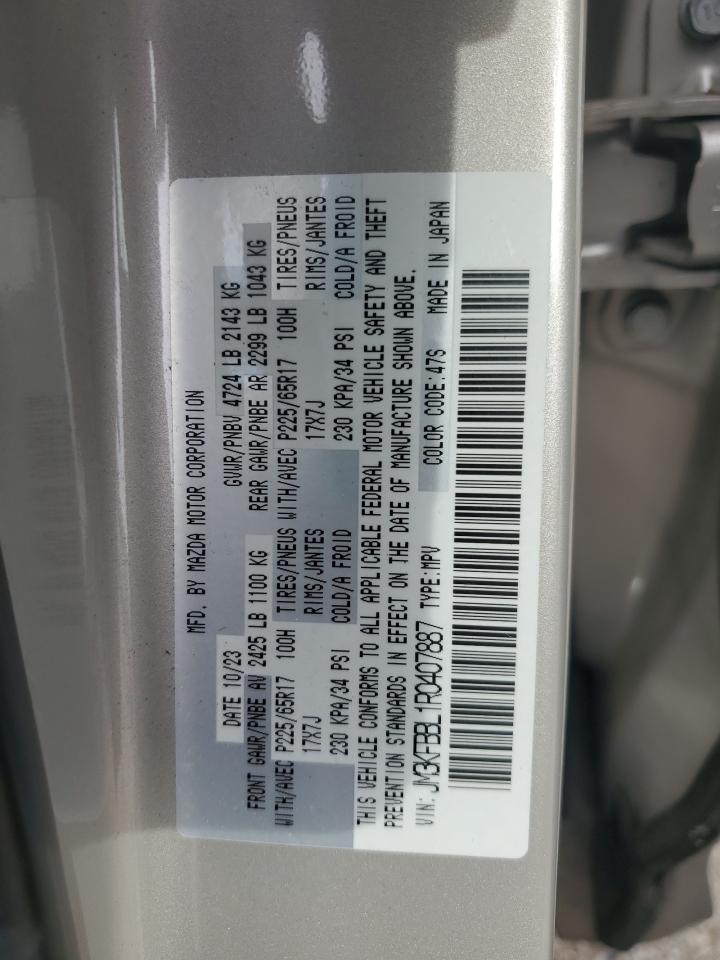 MFD. BY MAZDA MOTOR CORPORATION
DATE 10/23 GVWR/PNBV 4724 LB 2143 KG
FRONT GAWR/PNBE AV 2425 LB 1100 KG REAR GAWR/PNBE AR 2299 LB 1043 KG
WITH/AVEC P225/65R17 100H TIRES/PNEUS WITH/AVEC P225/65R17 100H TIRES/PNEUS
17X7J RIMS/JANTES 17X7J RIMS/JANTES
230 KPA/34 PSI COLD/A FROID 230 KPA/34 PSI COLD/A FROID
THIS VEHICLE CONFORMS TO ALL APPLICABLE FEDERAL MOTOR VEHICLE SAFETY AND THEFT
PREVENTION STANDARDS IN EFFECT ON THE DATE OF MANUFACTURE SHOWN ABOVE.
VIN: JM3KFBBL1R0407887 TYPE:MPV COLOR CODE:47S MADE IN JAPAN